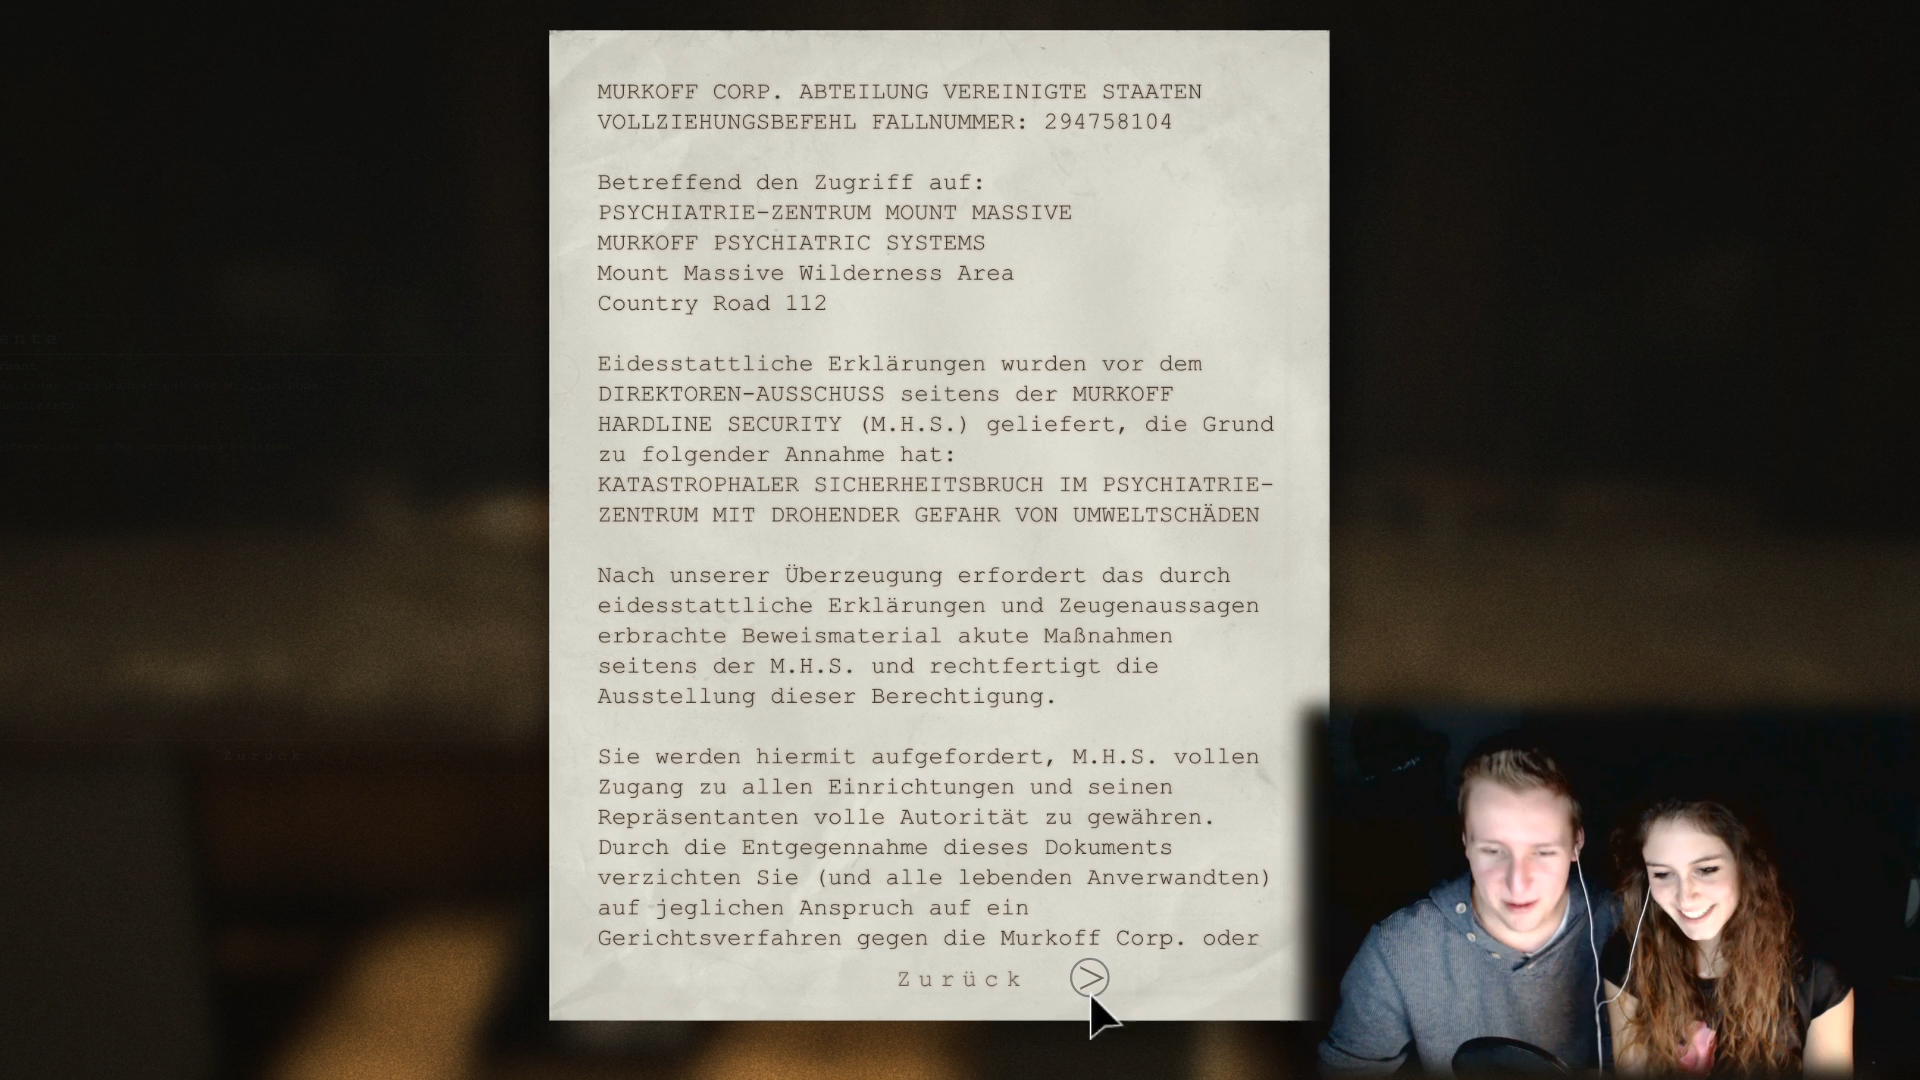 MURKOFF CORP. ABTEILUNG VEREINIGTE STAATEN
VOLLZIEHUNGSBEFEHL FALLNUMMER: 294758104
Betreffend den Zugriff auf:
PSYCHIATRIE-ZENTRUM MOUNT MASSIVE
MURKOFF PSYCHIATRIC SYSTEMS
Mount Massive Wilderness Area
Country Road 112
Eidesstattliche Erklärungen wurden vor dem
DIREKTOREN-AUSSCHUSS seitens der MURKOFF
HARDLINE SECURITY (M.H.S.) geliefert, die Grund
zu folgender Annahme hat:
KATASTROPHALER SICHERHEITSBRUCH IM PSYCHIATRIE-
ZENTRUM MIT DROHENDER GEFAHR VON UMWELTSCHÄDEN
Nach unserer Überzeugung erfordert das durch
eidesstattliche Erklärungen und Zeugenaussagen
erbrachte Beweismaterial akute Maßnahmen
seitens der M.H.S. und rechtfertigt die
Ausstellung dieser Berechtigung.
Sie werden hiermit aufgefordert, M.H.S. vollen
Zugang zu allen Einrichtungen und seinen
Repräsentanten volle Autorität zu gewähren.
Durch die Entgegennahme dieses Dokuments
verzichten Sie (und alle lebenden Anverwandten)
auf jeglichen Anspruch auf ein
Gerichtsverfahren gegen die Murkoff Corp. oder
Zurück >
Zurück